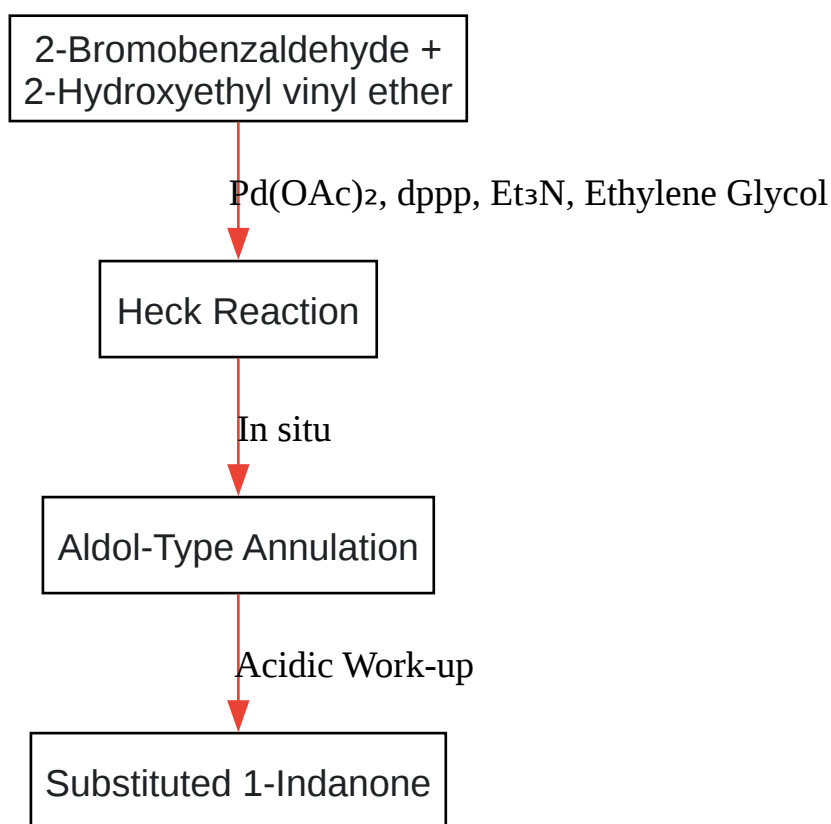 2-Bromobenzaldehyde +
2-Hydroxyethyl vinyl ether
Pd(OAc)₂, dppp, Et₃N, Ethylene Glycol
Heck Reaction
In situ
Aldol-Type Annulation
Acidic Work-up
Substituted 1-Indanone